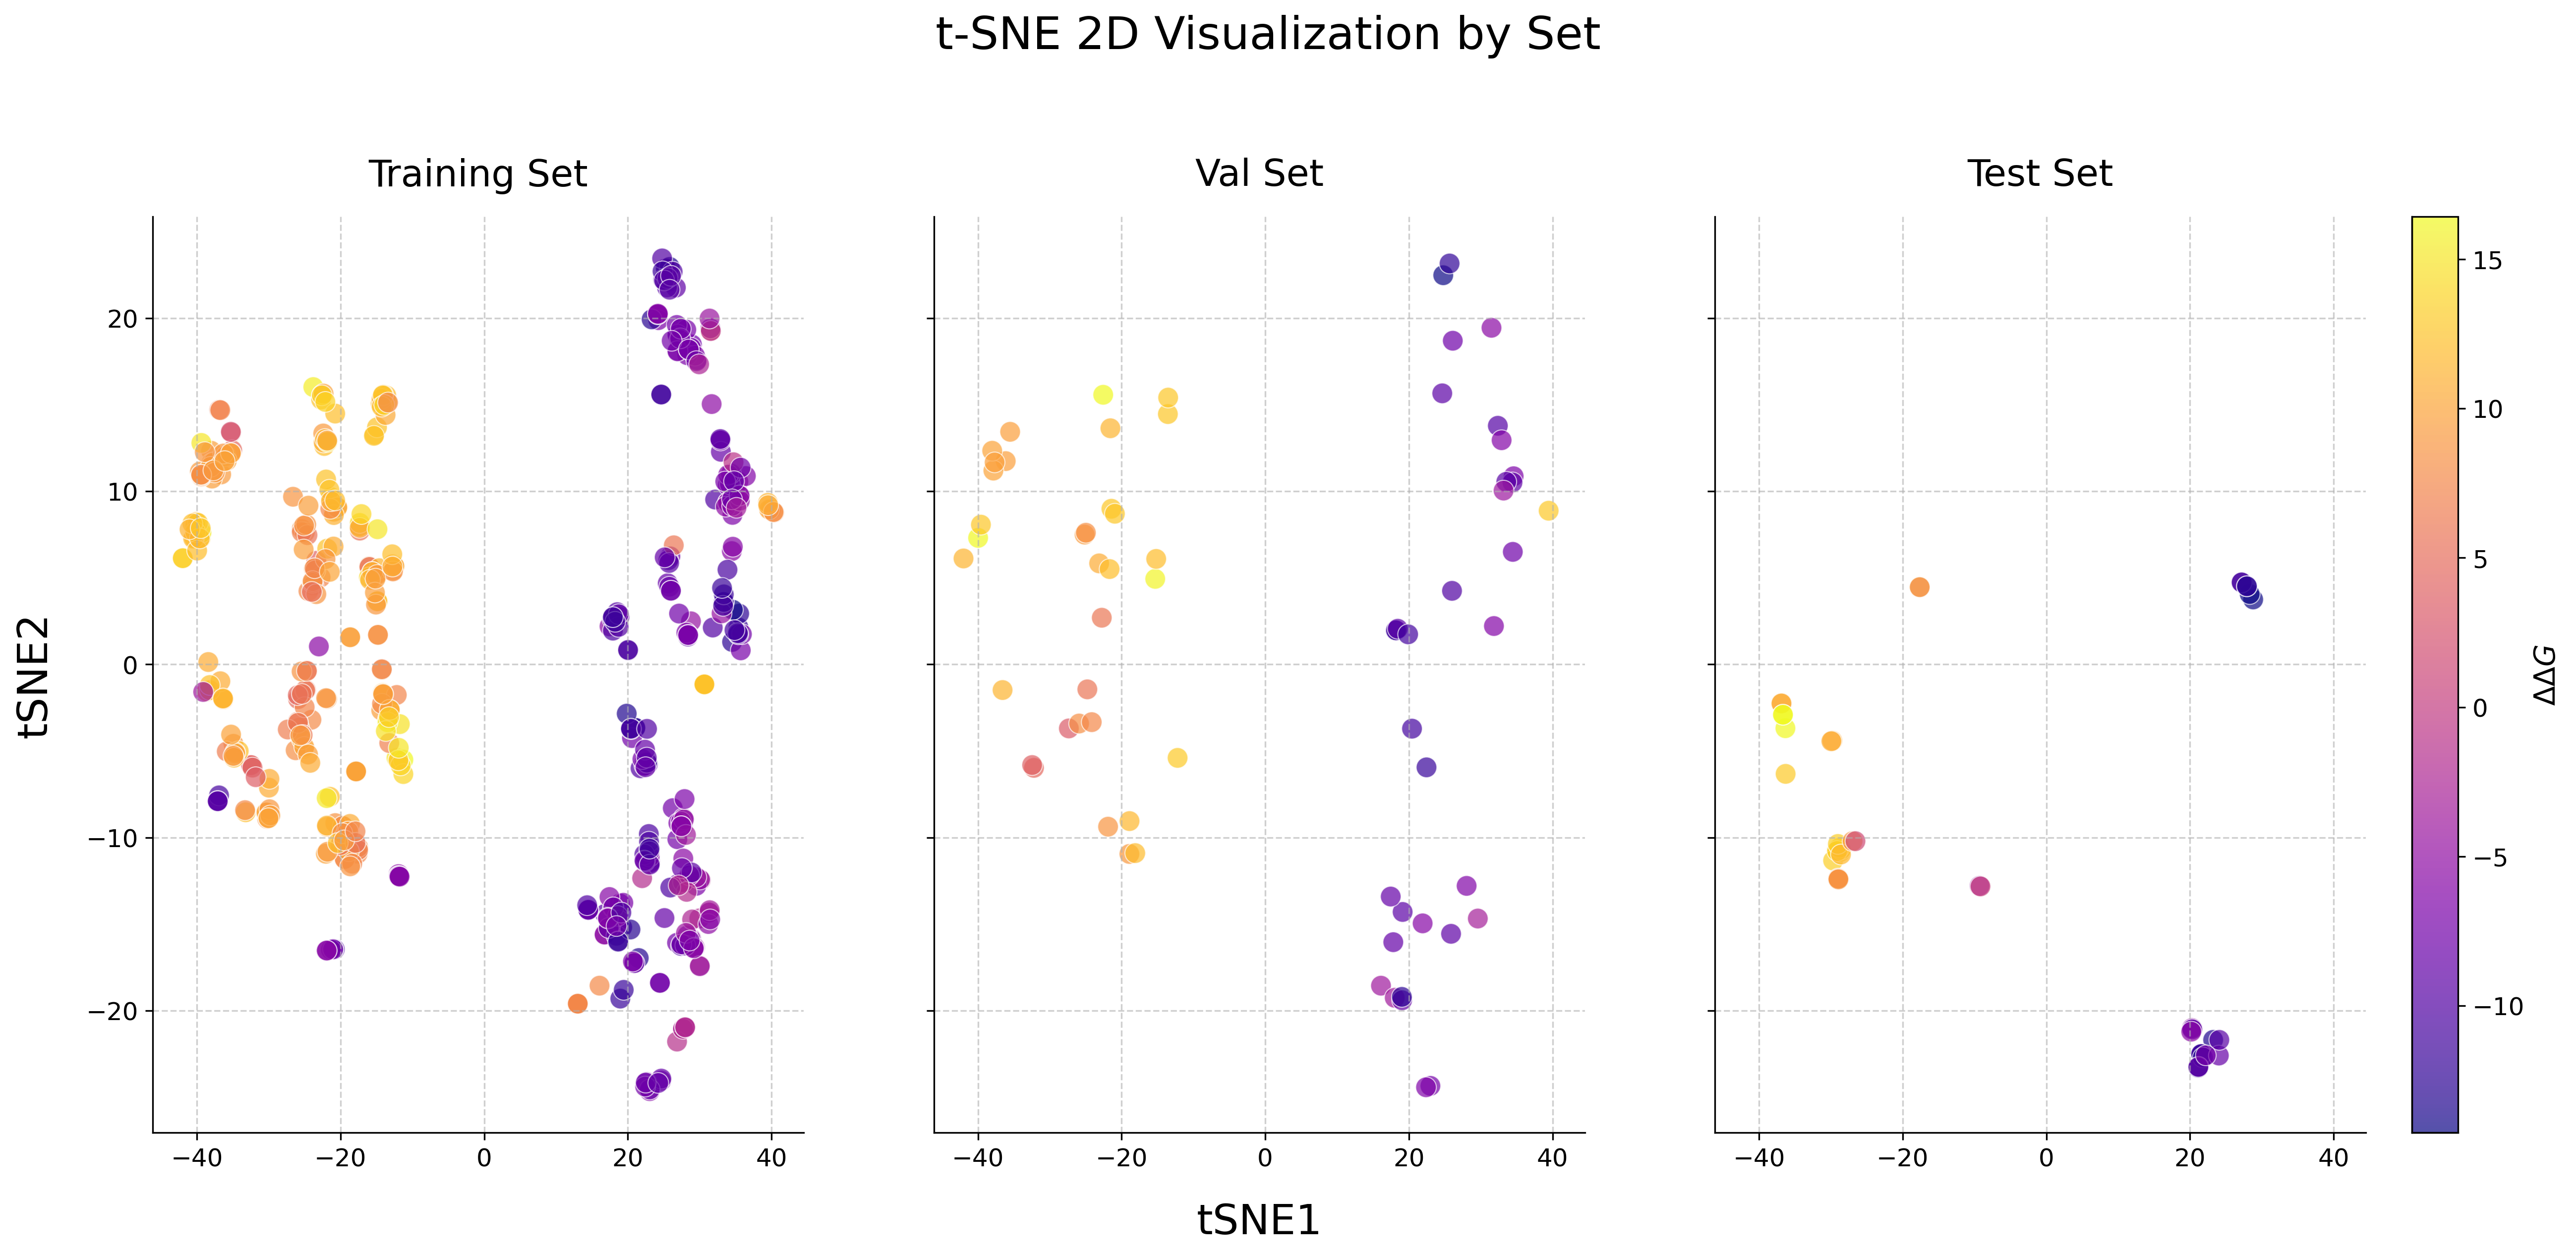 t-SNE 2D Visualization by Set
Training Set
Val Set
Test Set
tSNE2
20
10
0
−10
−20
−40 −20 0 20 40
−40 −20 0 20 40
−40 −20 0 20 40
tSNE1
15
10
5
0
−5
−10
ΔΔG